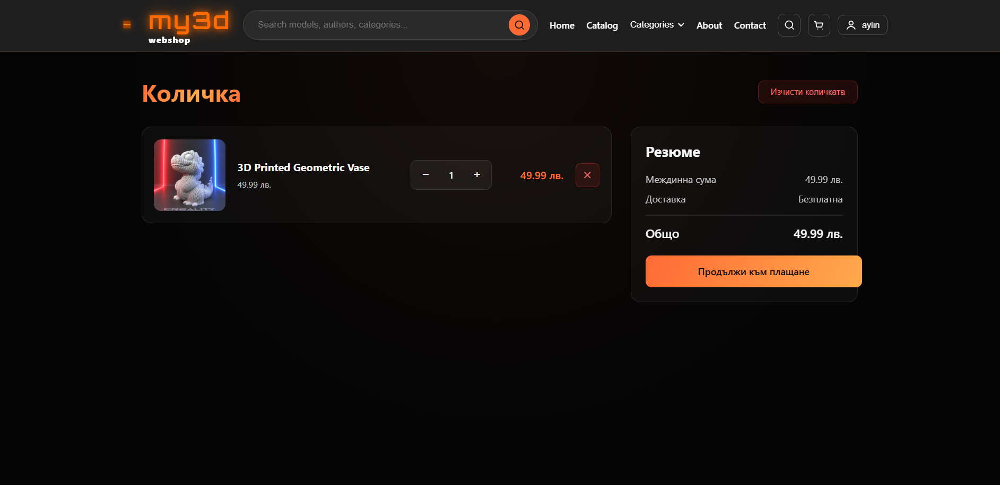 my3d
webshop
Search models, authors, categories...
Home
Catalog
Categories
About
Contact
aylin
Количка
Изчисти количката
CREALITY
3D Printed Geometric Vase
49.99 лв.
− 1 +
49.99 лв.
Резюме
Междинна сума 49.99 лв.
Доставка Безплатна
Общо 49.99 лв.
Продължи към плащане